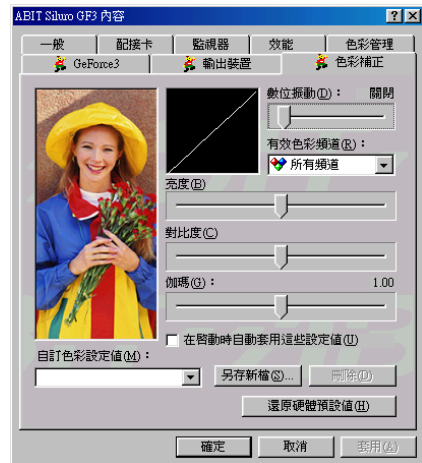 ABIT Siluro GF3 內容
一般 配接卡 監視器 效能 色彩管理
GeForce3 輸出裝置 色彩補正
數位振動(D)： 關閉
有效色彩頻道(R)：
所有頻道
亮度(B)
對比度(C)
伽瑪(G)： 1.00
在啓動時自動套用這些設定值(U)
自訂色彩設定值(M)：
另存新檔(S)... 刪除(D)
還原硬體預設值(H)
確定 取消 套用(A)